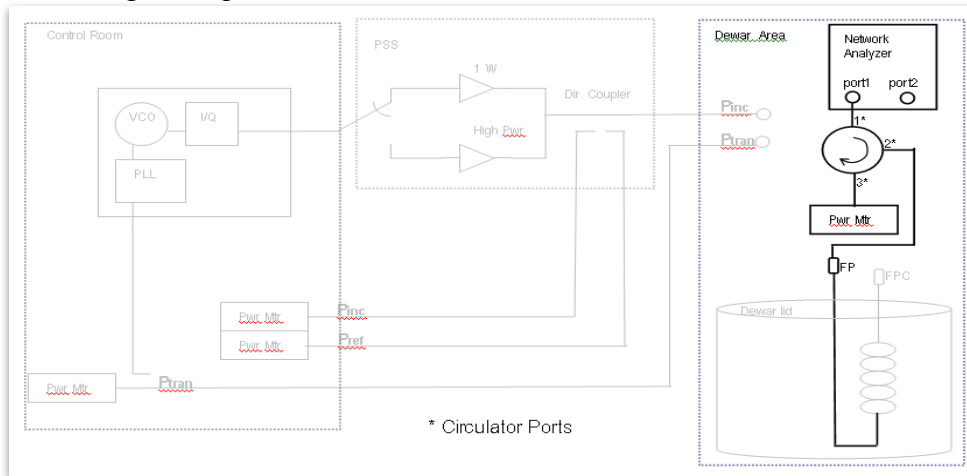 Control Room
PSS
Dewar Area
Network
Analyzer
port1 port2
1 W
Dir. Coupler
VCO
I/Q
High Pwr
PLL
Pinc
Ptran
1*
2*
3*
Pwr Mtr
FP
FPC
Dewar lid
Pwr Mtr
Pinc
Pwr Mtr
Pref
Pwr Mtr
Ptran
* Circulator Ports